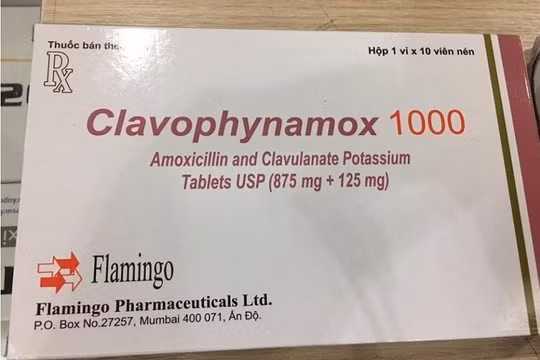 Thuốc bán the
Hộp 1 vỉ x 10 viên nén
Rx
Clavophynamox 1000
Amoxicillin and Clavulanate Potassium
Tablets USP (875 mg + 125 mg)
Flamingo
Flamingo Pharmaceuticals Ltd.
P.O. Box No.27257, Mumbai 400 071, Ấn Độ.